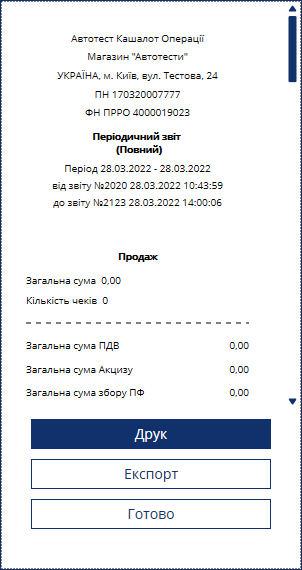 Автотест Кашалот Операції
Магазин "Автотести"
УКРАЇНА, м. Київ, вул. Тестова, 24
ПН 170320007777
ФН ПРРО 4000019023
Періодичний звіт
(Повний)
Період 28.03.2022 - 28.03.2022
від звіту №2020 28.03.2022 10:43:59
до звіту №2123 28.03.2022 14:00:06
Продаж
Загальна сума 0,00
Кількість чеків 0
Загальна сума ПДВ 0,00
Загальна сума Акцизу 0,00
Загальна сума збору ПФ 0,00
Друк
Експорт
Готово